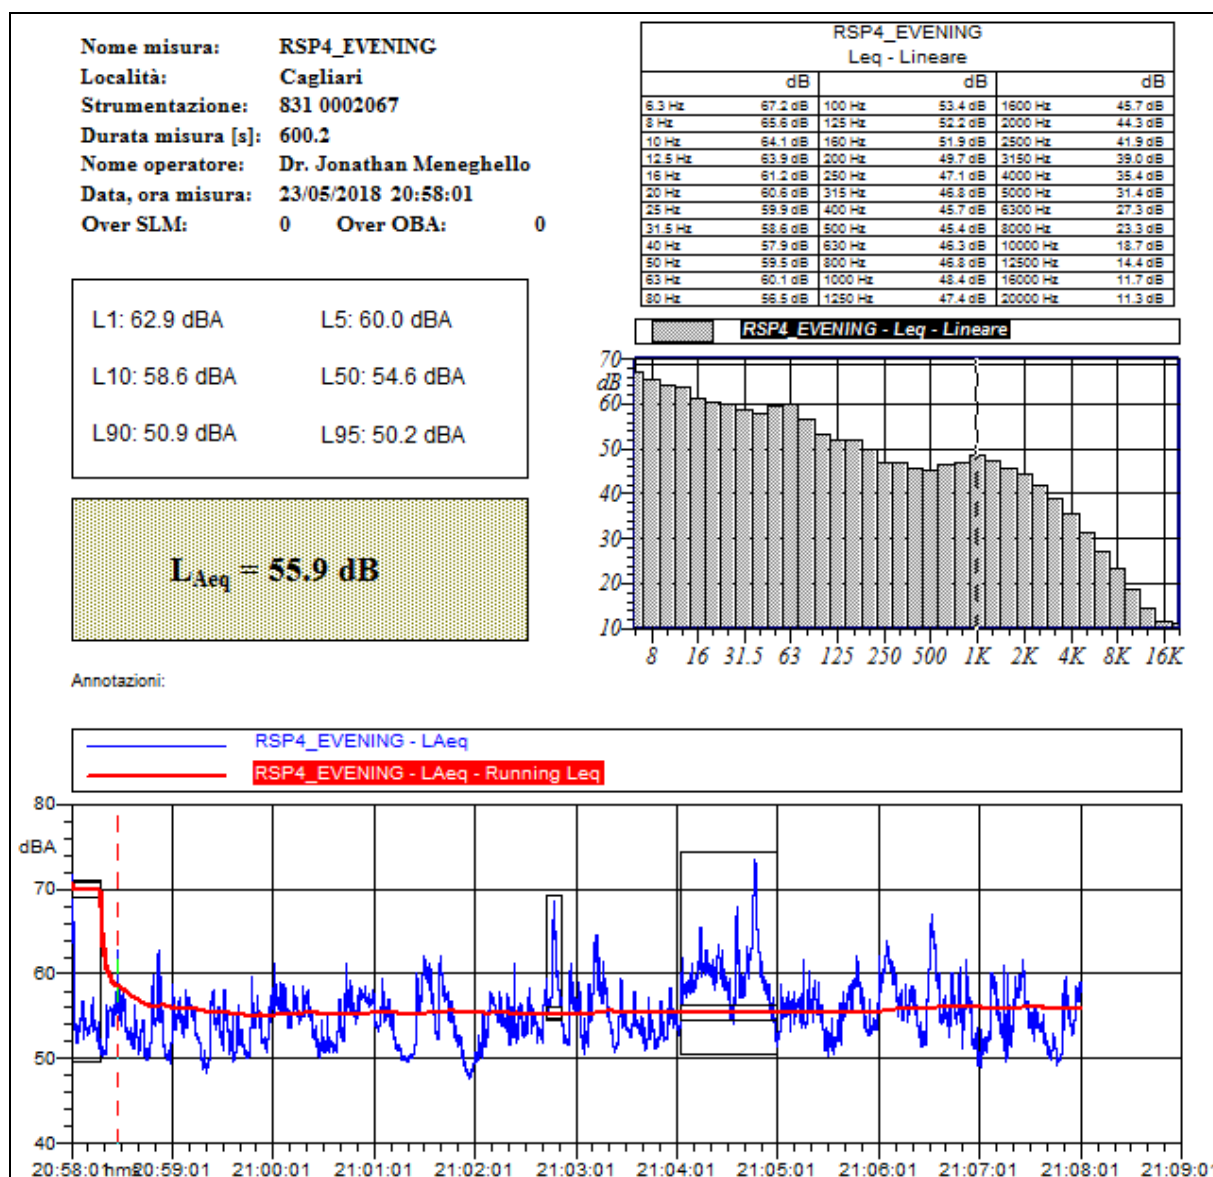 Nome misura: RSP4_EVENING
Località: Cagliari
Strumentazione: 831 0002067
Durata misura [s]: 600.2
Nome operatore: Dr. Jonathan Meneghello
Data, ora misura: 23/05/2018 20:58:01
Over SLM: 0 Over OBA: 0
L1: 62.9 dBA L5: 60.0 dBA
L10: 58.6 dBA L50: 54.6 dBA
L90: 50.9 dBA L95: 50.2 dBA
LAeq = 55.9 dB
Annotazioni:
RSP4_EVENING
Leq - Lineare
dB dB dB
6.3 Hz 67.2 dB 100 Hz 53.4 dB 1600 Hz 45.7 dB
8 Hz 65.6 dB 125 Hz 52.2 dB 2000 Hz 44.3 dB
10 Hz 64.1 dB 160 Hz 51.9 dB 2500 Hz 41.9 dB
12.5 Hz 63.9 dB 200 Hz 49.7 dB 3150 Hz 39.0 dB
16 Hz 61.2 dB 250 Hz 47.1 dB 4000 Hz 35.4 dB
20 Hz 60.6 dB 315 Hz 46.8 dB 5000 Hz 31.4 dB
25 Hz 59.9 dB 400 Hz 45.7 dB 6300 Hz 27.3 dB
31.5 Hz 58.6 dB 500 Hz 45.4 dB 8000 Hz 23.3 dB
40 Hz 57.9 dB 630 Hz 46.3 dB 10000 Hz 18.7 dB
50 Hz 59.5 dB 800 Hz 46.8 dB 12500 Hz 14.4 dB
63 Hz 60.1 dB 1000 Hz 48.4 dB 16000 Hz 11.7 dB
80 Hz 56.5 dB 1250 Hz 47.4 dB 20000 Hz 11.3 dB
RSP4_EVENING - Leq - Lineare
70
dB
60
50
40
30
20
10
8 16 31.5 63 125 250 500 1K 2K 4K 8K 16K
RSP4_EVENING - LAeq
RSP4_EVENING - LAeq - Running Leq
80
dBA
70
60
50
40
20:58:01 hms 20:59:01 21:00:01 21:01:01 21:02:01 21:03:01 21:04:01 21:05:01 21:06:01 21:07:01 21:08:01 21:09:01